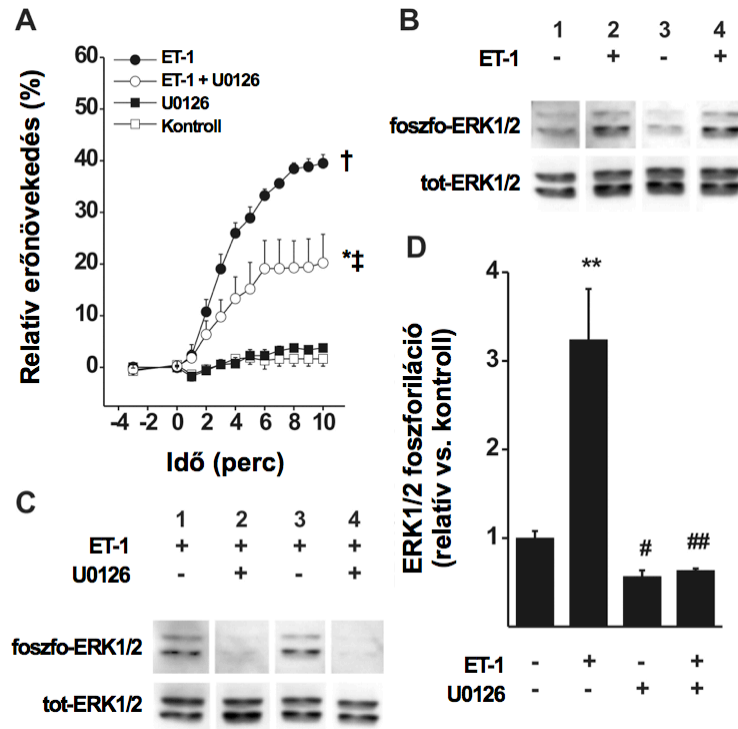 A
ET-1
ET-1 + U0126
U0126
Kontroll
Relatív erőnövekedés (%)
60
50
40
30
20
10
0
†
*‡
-4 -2 0 2 4 6 8 10
Idő (perc)
B
1 2 3 4
ET-1 - + - +
foszfo-ERK1/2
tot-ERK1/2
C
1 2 3 4
ET-1 + + + +
U0126 - + - +
foszfo-ERK1/2
tot-ERK1/2
D
ERK1/2 foszforiláció
(relatív vs. kontroll)
4
3
2
1
**
#
##
ET-1 - + - +
U0126 - - + +